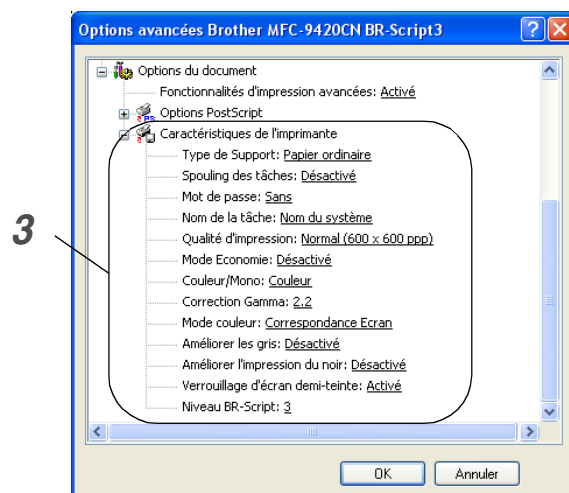 Options avancées Brother MFC-9420CN BR-Script3
Options du document
Fonctionnalités d'impression avancées: Activé
Options PostScript
Caractéristiques de l'imprimante
Type de Support: Papier ordinaire
Spouling des tâches: Désactivé
Mot de passe: Sans
Nom de la tâche: Nom du système
Qualité d'impression: Normal (600 x 600 ppp)
Mode Economie: Désactivé
Couleur/Mono: Couleur
Correction Gamma: 2.2
Mode couleur: Correspondance Ecran
Améliorer les gris: Désactivé
Améliorer l'impression du noir: Désactivé
Verrouillage d'écran demi-teinte: Activé
Niveau BR-Script: 3
3
OK Annuler